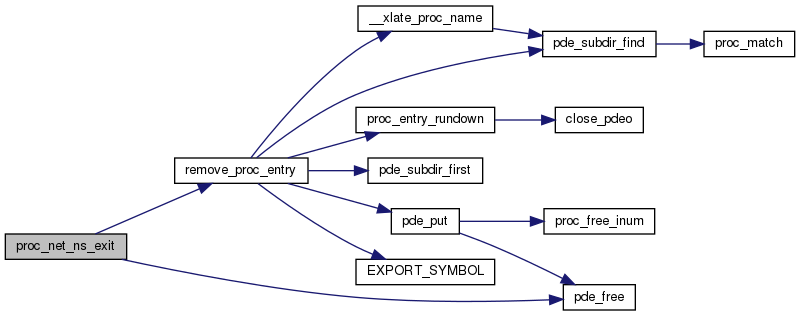 __xlate_proc_name
pde_subdir_find
proc_match
proc_entry_rundown
close_pdeo
remove_proc_entry
pde_subdir_first
pde_put
proc_free_inum
proc_net_ns_exit
EXPORT_SYMBOL
pde_free